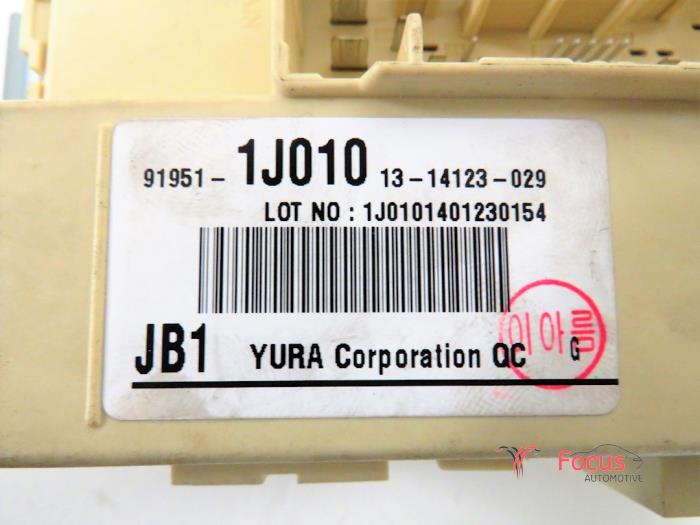 91951- 1J010 13-14123-029
LOT NO : 1J0101401230154
JB1 YURA Corporation QC G
이아름
Focus
AUTOMOTIVE